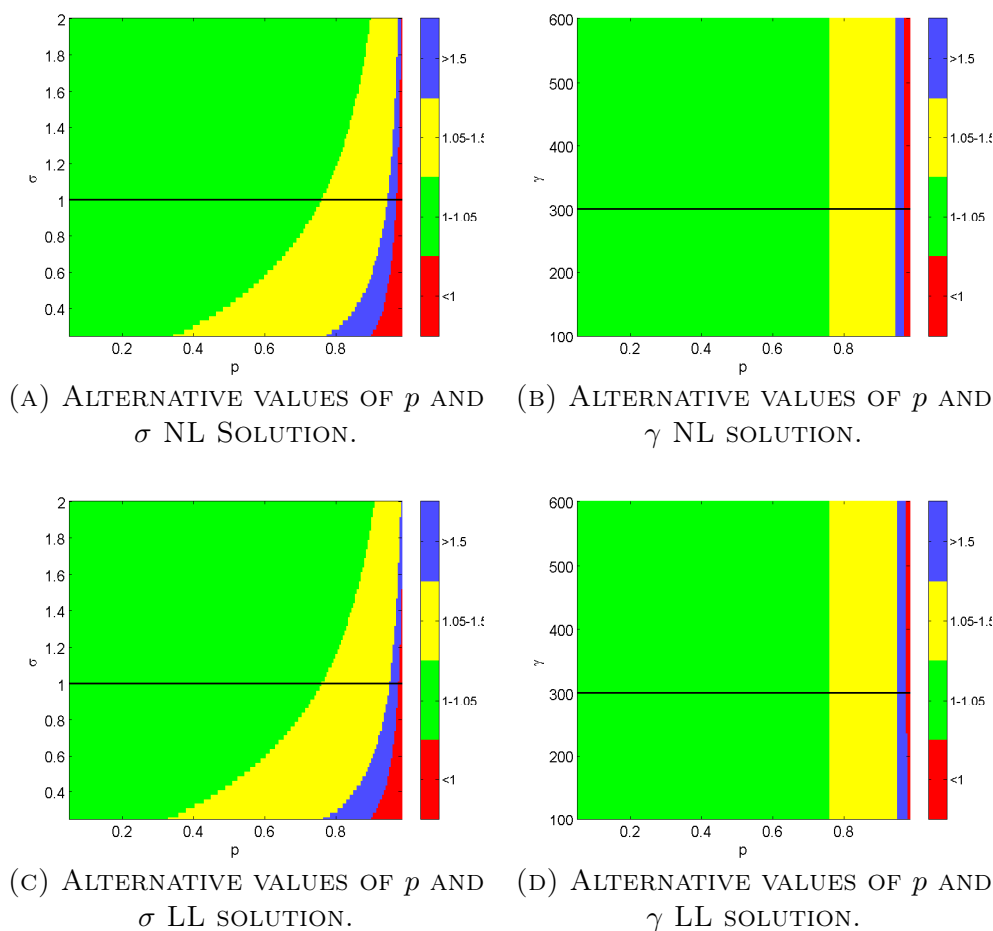 2
1.8
1.6
1.4
1.2
1
0.8
0.6
0.4
σ
0.2 0.4 0.6 0.8
p
>1.5
1.05-1.5
1-1.05
<1
(A) ALTERNATIVE VALUES OF p AND
σ NL SOLUTION.
600
500
400
300
200
100
γ
0.2 0.4 0.6 0.8
p
>1.5
1.05-1.5
1-1.05
<1
(B) ALTERNATIVE VALUES OF p AND
γ NL SOLUTION.
2
1.8
1.6
1.4
1.2
1
0.8
0.6
0.4
σ
0.2 0.4 0.6 0.8
p
>1.5
1.05-1.5
1-1.05
<1
(C) ALTERNATIVE VALUES OF p AND
σ LL SOLUTION.
600
500
400
300
200
100
γ
0.2 0.4 0.6 0.8
p
>1.5
1.05-1.5
1-1.05
<1
(D) ALTERNATIVE VALUES OF p AND
γ LL SOLUTION.